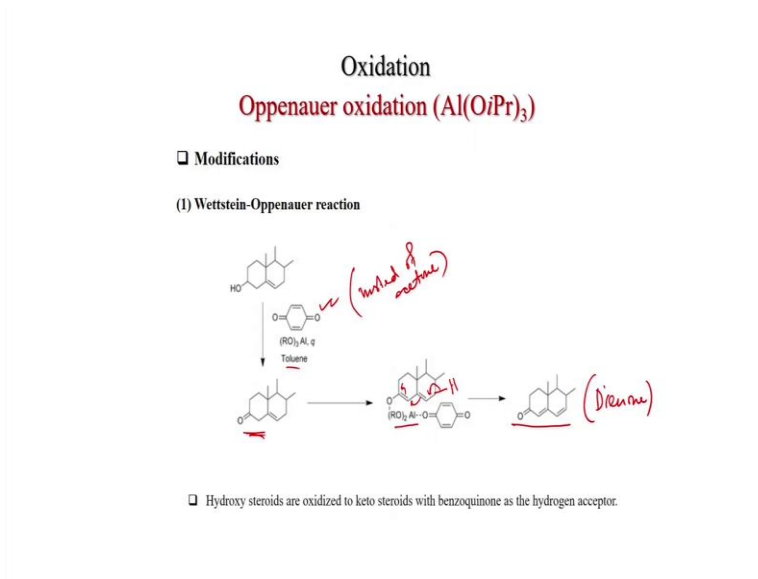 Oxidation
Oppenauer oxidation (Al(OiPr)3)
❑ Modifications
(1) Wettstein-Oppenauer reaction
HO
O= =O
(instead of
acetone)
(RO)3 Al, q
Toluene
H
O
O
(RO)2 Al--O= =O
O
(Dienone)
❑ Hydroxy steroids are oxidized to keto steroids with benzoquinone as the hydrogen acceptor.